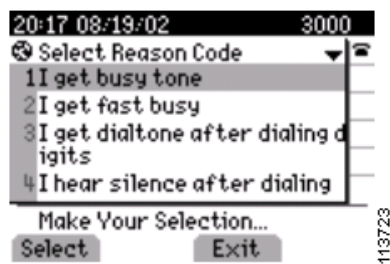 20:17 08/19/02 3000
Select Reason Code
1 I get busy tone
2 I get fast busy
3 I get dialtone after dialing d
igits
4 I hear silence after dialing
Make Your Selection...
Select Exit
113723